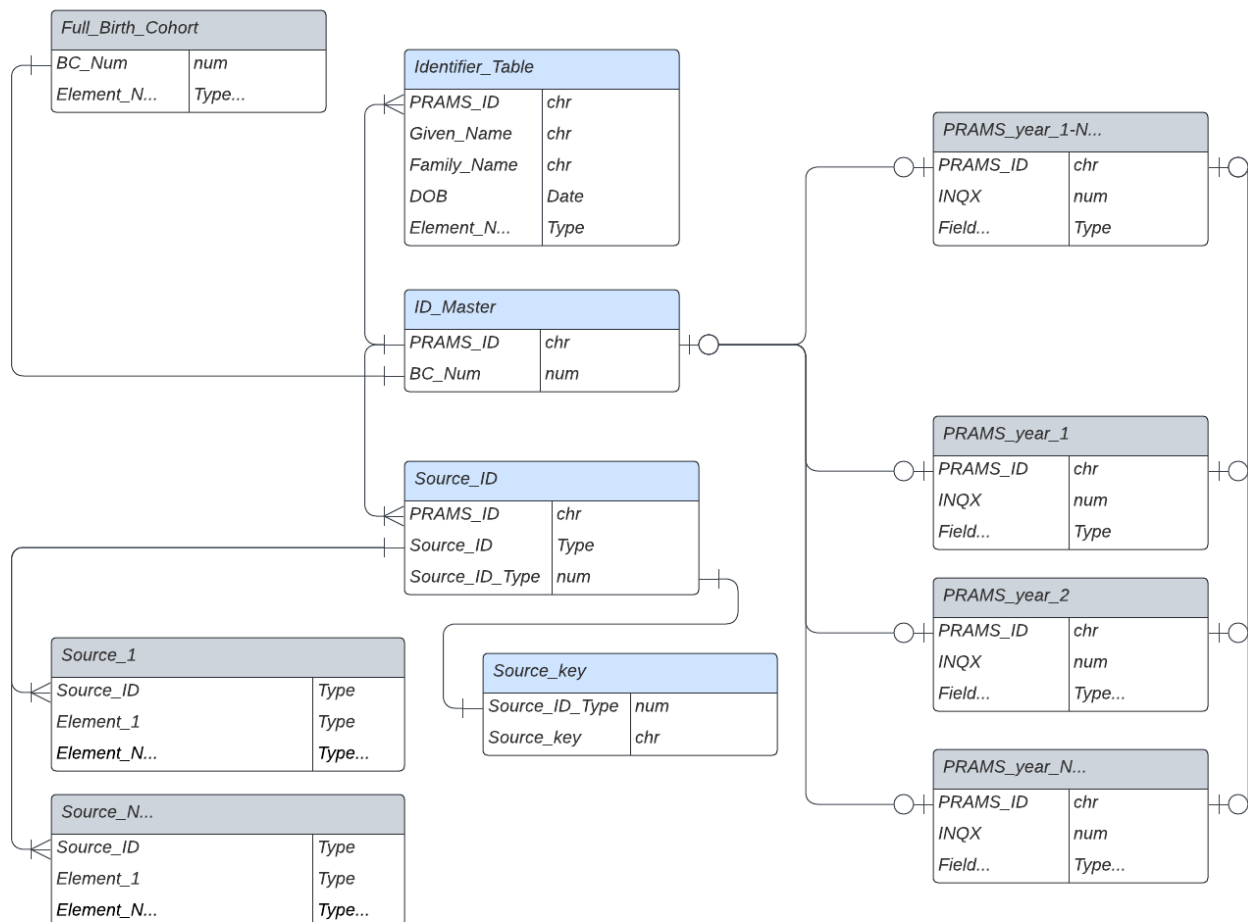 Full_Birth_Cohort
BC_Num num
Element_N... Type...
Identifier_Table
PRAMS_ID chr
Given_Name chr
Family_Name chr
DOB Date
Element_N... Type
ID_Master
PRAMS_ID chr
BC_Num num
Source_ID
PRAMS_ID chr
Source_ID Type
Source_ID_Type num
Source_key
Source_ID_Type num
Source_key chr
Source_1
Source_ID Type
Element_1 Type
Element_N... Type...
Source_N...
Source_ID Type
Element_1 Type
Element_N... Type...
PRAMS_year_1-N...
PRAMS_ID chr
INQX num
Field... Type
PRAMS_year_1
PRAMS_ID chr
INQX num
Field... Type
PRAMS_year_2
PRAMS_ID chr
INQX num
Field... Type...
PRAMS_year_N...
PRAMS_ID chr
INQX num
Field... Type...